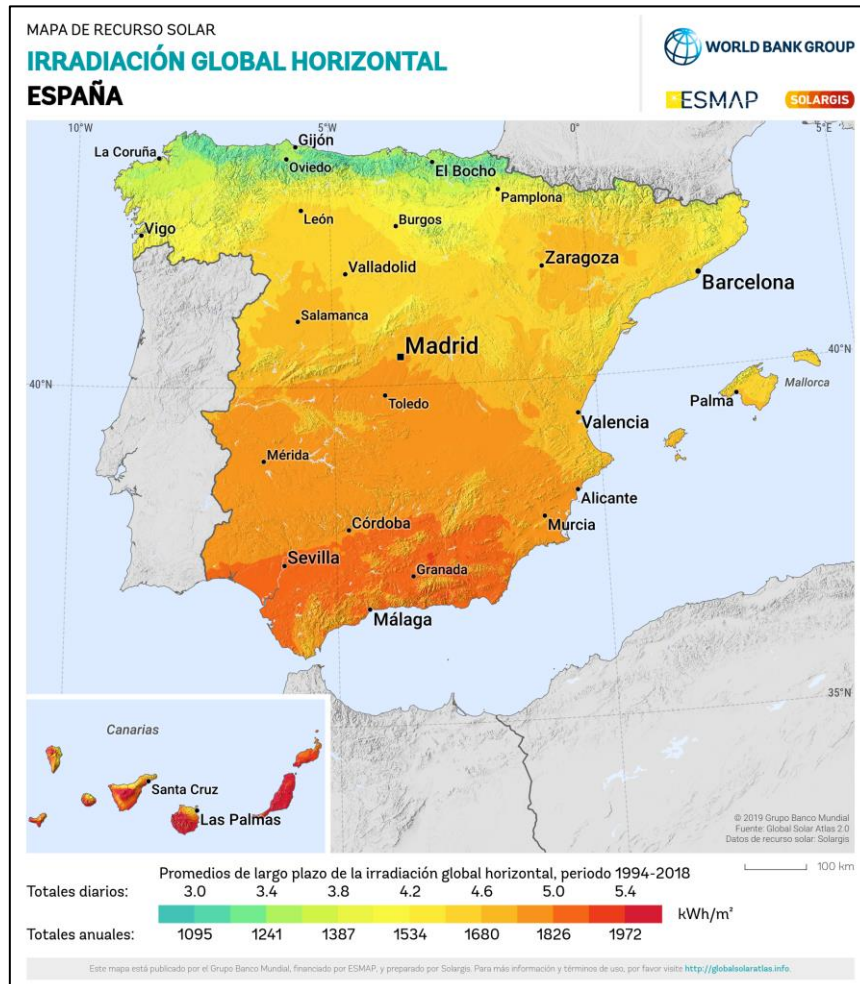 MAPA DE RECURSO SOLAR
IRRADIACIÓN GLOBAL HORIZONTAL
ESPAÑA
WORLD BANK GROUP
ESMAP
SOLARGIS
10°W
5°W
0°
5°E
La Coruña
Gijón
Oviedo
El Bocho
Pamplona
Vigo
León
Burgos
Valladolid
Zaragoza
Barcelona
Salamanca
Madrid
40°N
40°N
Toledo
Mallorca
Palma
Valencia
Mérida
Alicante
Murcia
Córdoba
Sevilla
Granada
Málaga
35°N
Canarias
Santa Cruz
Las Palmas
© 2019 Grupo Banco Mundial
Fuente: Global Solar Atlas 2.0
Datos de recurso solar: Solargis
100 km
Promedios de largo plazo de la irradiación global horizontal, periodo 1994-2018
Totales diarios: 3.0 3.4 3.8 4.2 4.6 5.0 5.4
kWh/m²
Totales anuales: 1095 1241 1387 1534 1680 1826 1972
Este mapa está publicado por el Grupo Banco Mundial, financiado por ESMAP, y preparado por Solargis. Para más información y términos de uso, por favor visite http://globalsolaratlas.info.